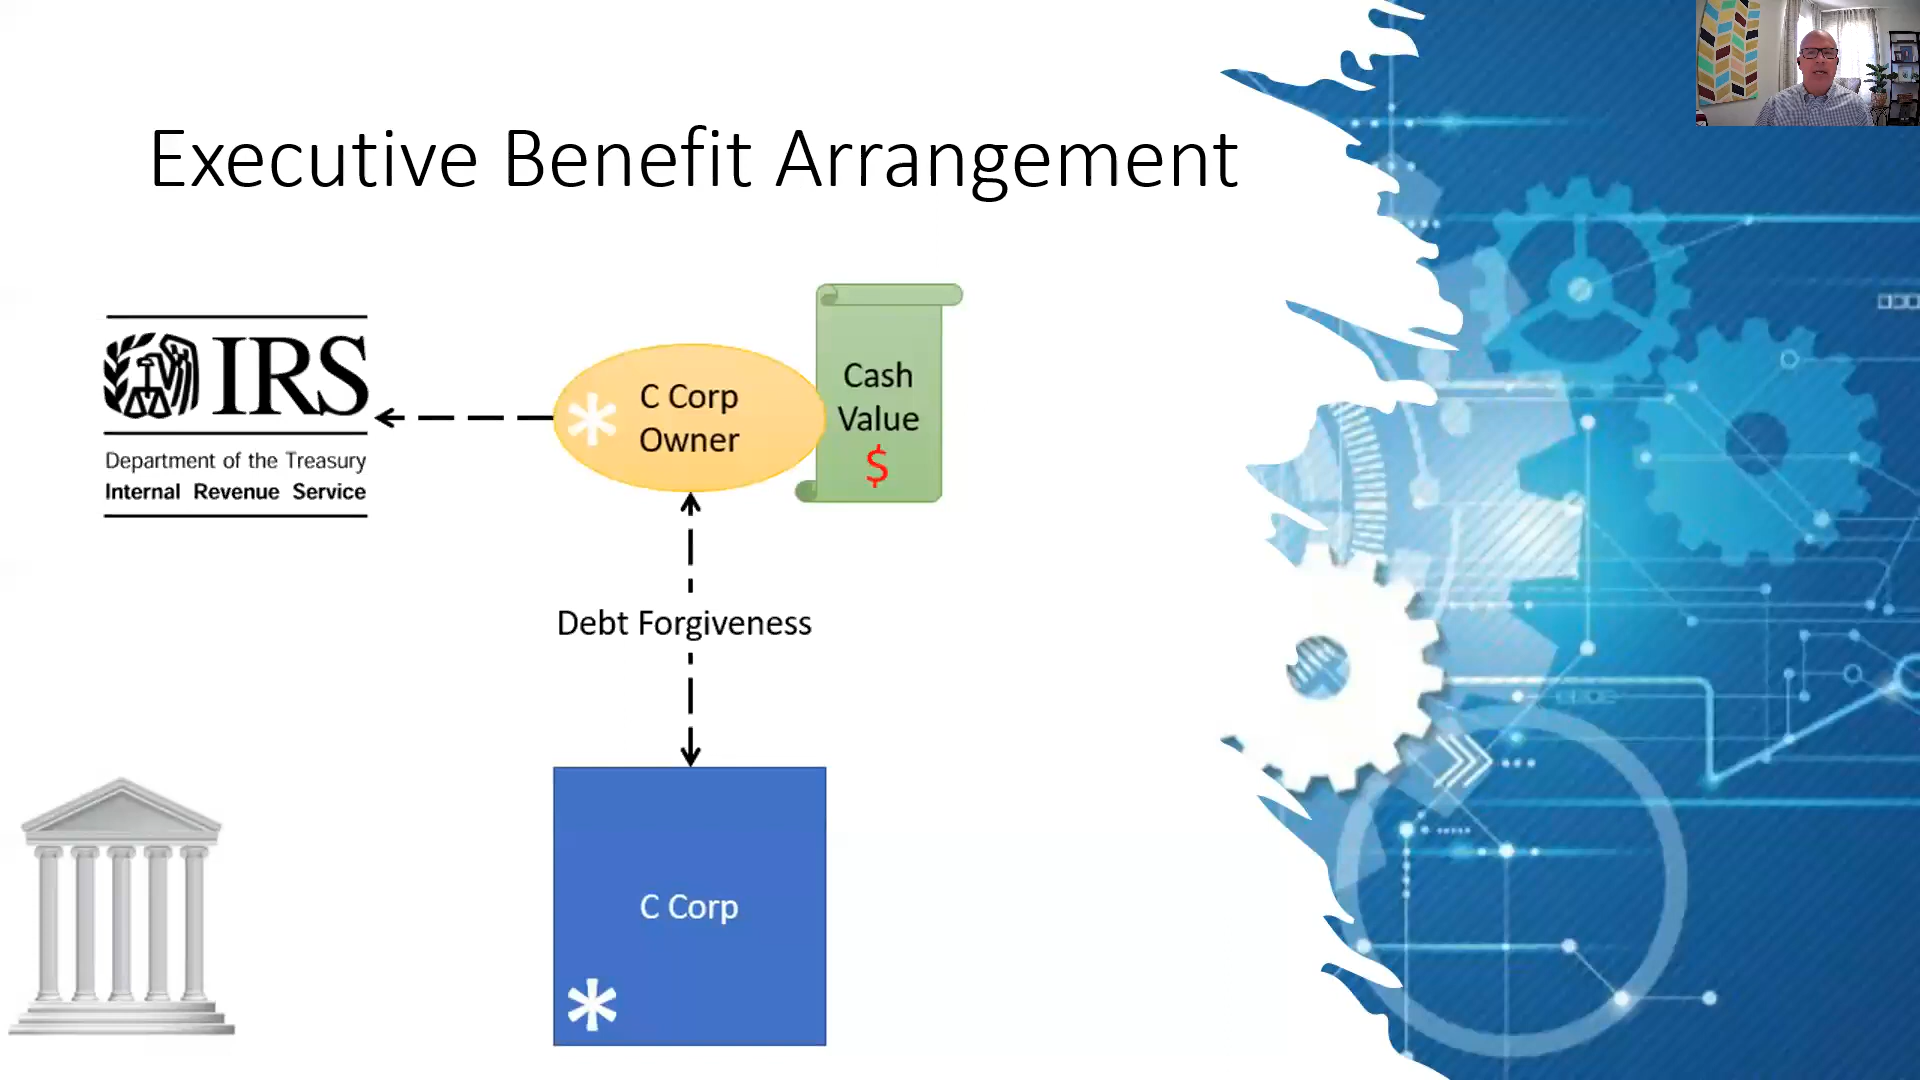 Executive Benefit Arrangement
IRS
Department of the Treasury
Internal Revenue Service
C Corp
Owner
Cash
Value
$
Debt Forgiveness
C Corp